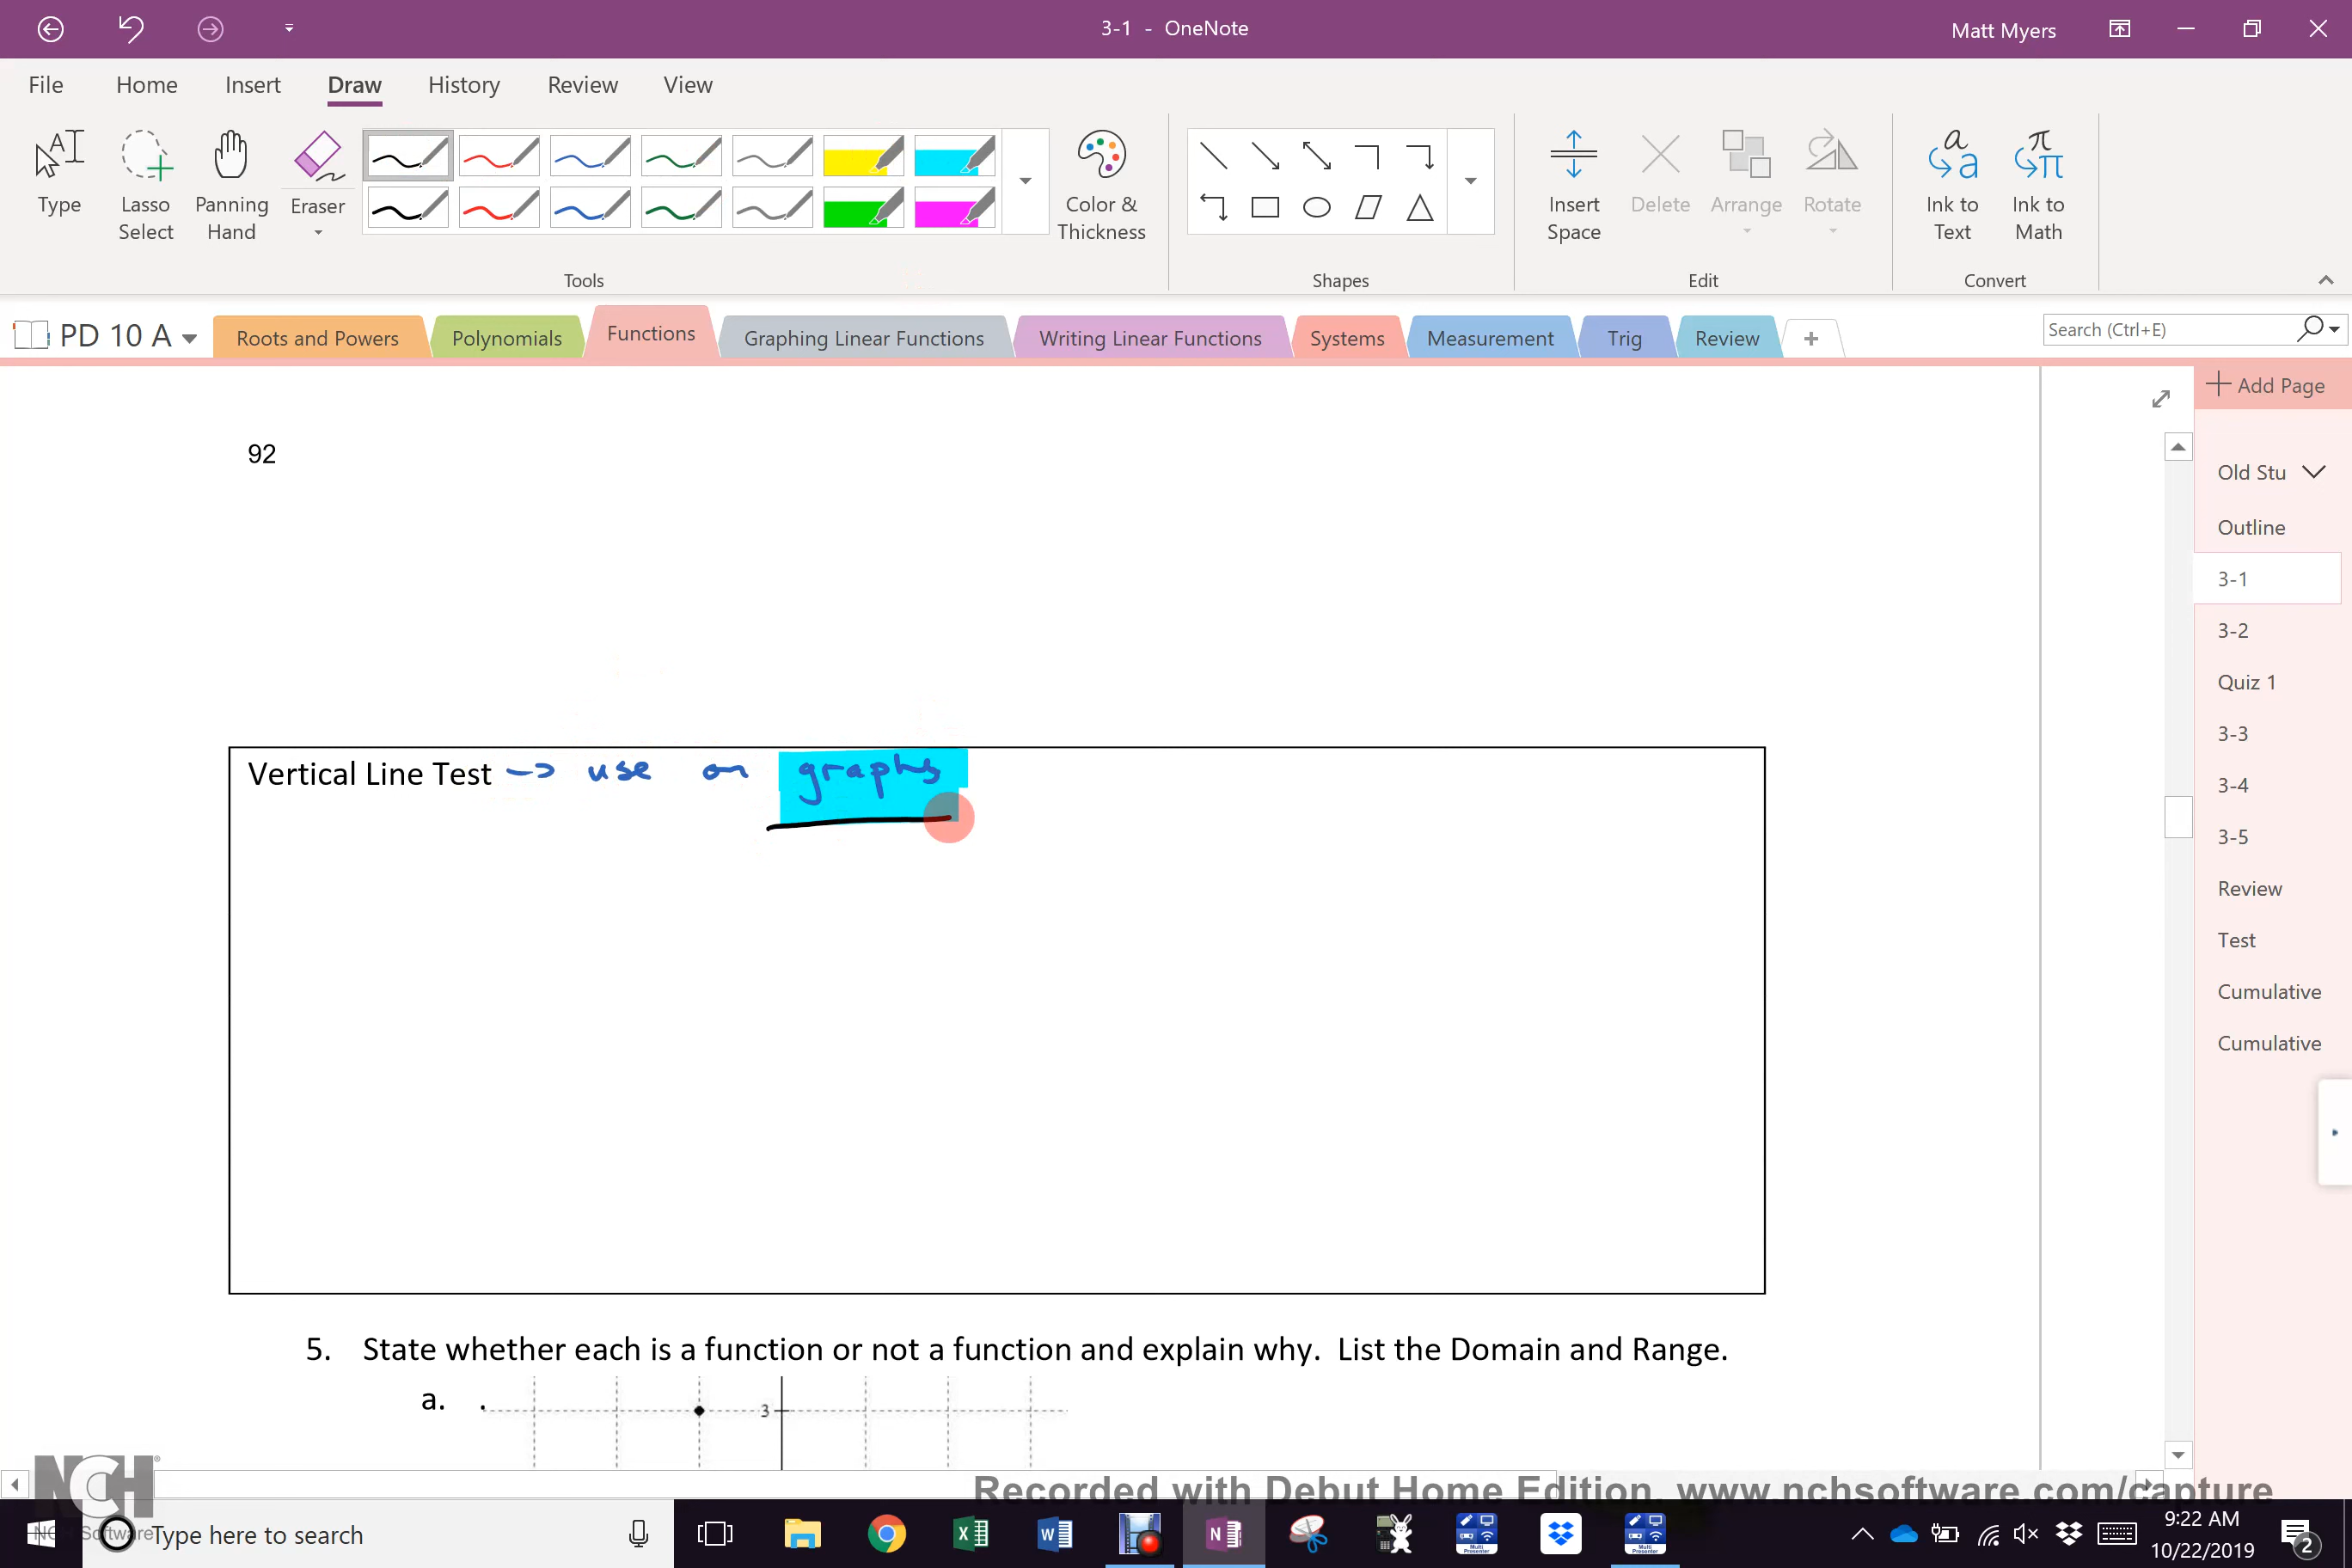 3-1 - OneNote
Matt Myers
File Home Insert Draw History Review View
Type
Lasso Select
Panning Hand
Eraser
Color & Thickness
Insert Space
Delete
Arrange
Rotate
a a
Ink to Text
π π
Ink to Math
Tools Shapes Edit Convert
PD 10 A
Roots and Powers Polynomials Functions Graphing Linear Functions Writing Linear Functions Systems Measurement Trig Review +
Search (Ctrl+E)
Add Page
Old Stu
Outline
3-1
3-2
Quiz 1
3-3
3-4
3-5
Review
Test
Cumulative
Cumulative
92
Vertical Line Test -> use on graphs
5. State whether each is a function or not a function and explain why. List the Domain and Range.
a. .
3
NCH
NCH Software
Recorded with Debut Home Edition. www.nchsoftware.com/capture
Type here to search
9:22 AM
10/22/2019
2